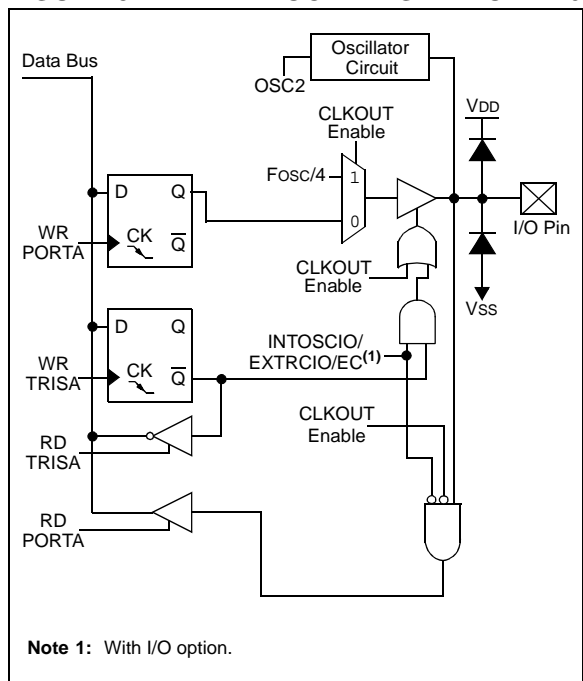 Oscillator
Circuit
Data Bus
OSC2
VDD
CLKOUT
Enable
FOSC/4
1
D
Q
0
I/O Pin
WR
PORTA
CK
Q
CLKOUT
Enable
VSS
D
Q
INTOSCIO/
EXTRCIO/EC(1)
WR
TRISA
CK
Q
CLKOUT
Enable
RD
TRISA
RD
PORTA
Note 1: With I/O option.